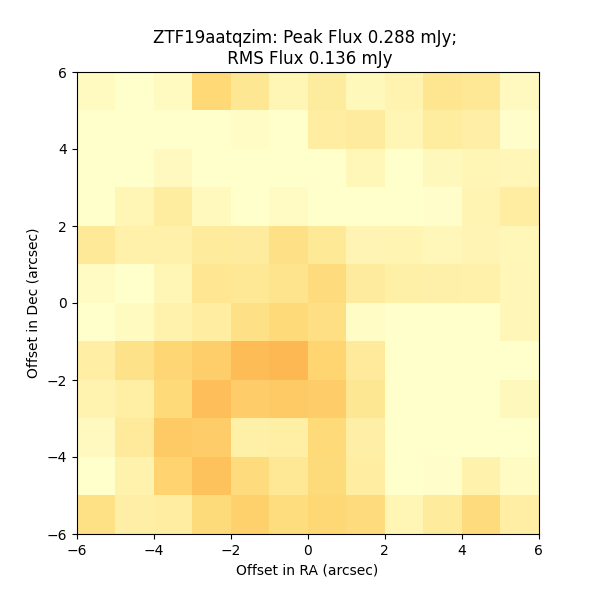 ZTF19aatqzim: Peak Flux 0.288 mJy;
RMS Flux 0.136 mJy
6
4
2
0
−2
−4
−6
Offset in Dec (arcsec)
−6 −4 −2 0 2 4 6
Offset in RA (arcsec)